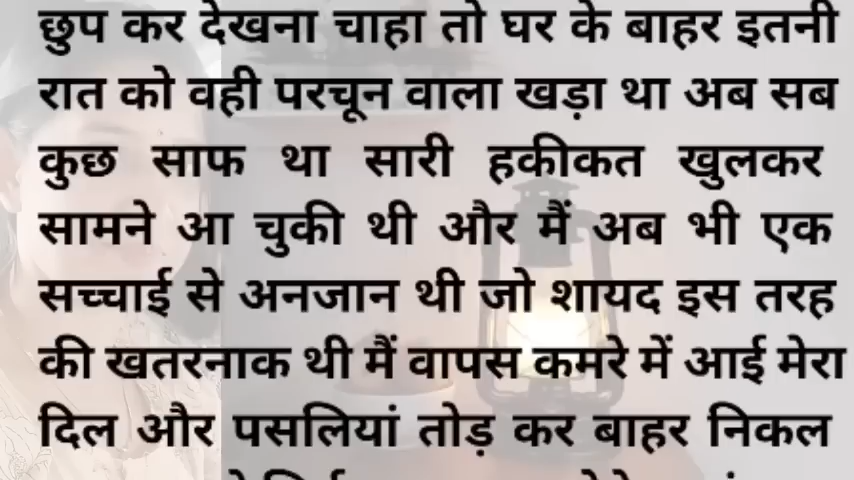 छुप कर देखना चाहा तो घर के बाहर इतनी
रात को वही परचून वाला खड़ा था अब सब
कुछ साफ था सारी हकीकत खुलकर
सामने आ चुकी थी और मैं अब भी एक
सच्चाई से अनजान थी जो शायद इस तरह
की खतरनाक थी मैं वापस कमरे में आई मेरा
दिल और पसलियां तोड़ कर बाहर निकल